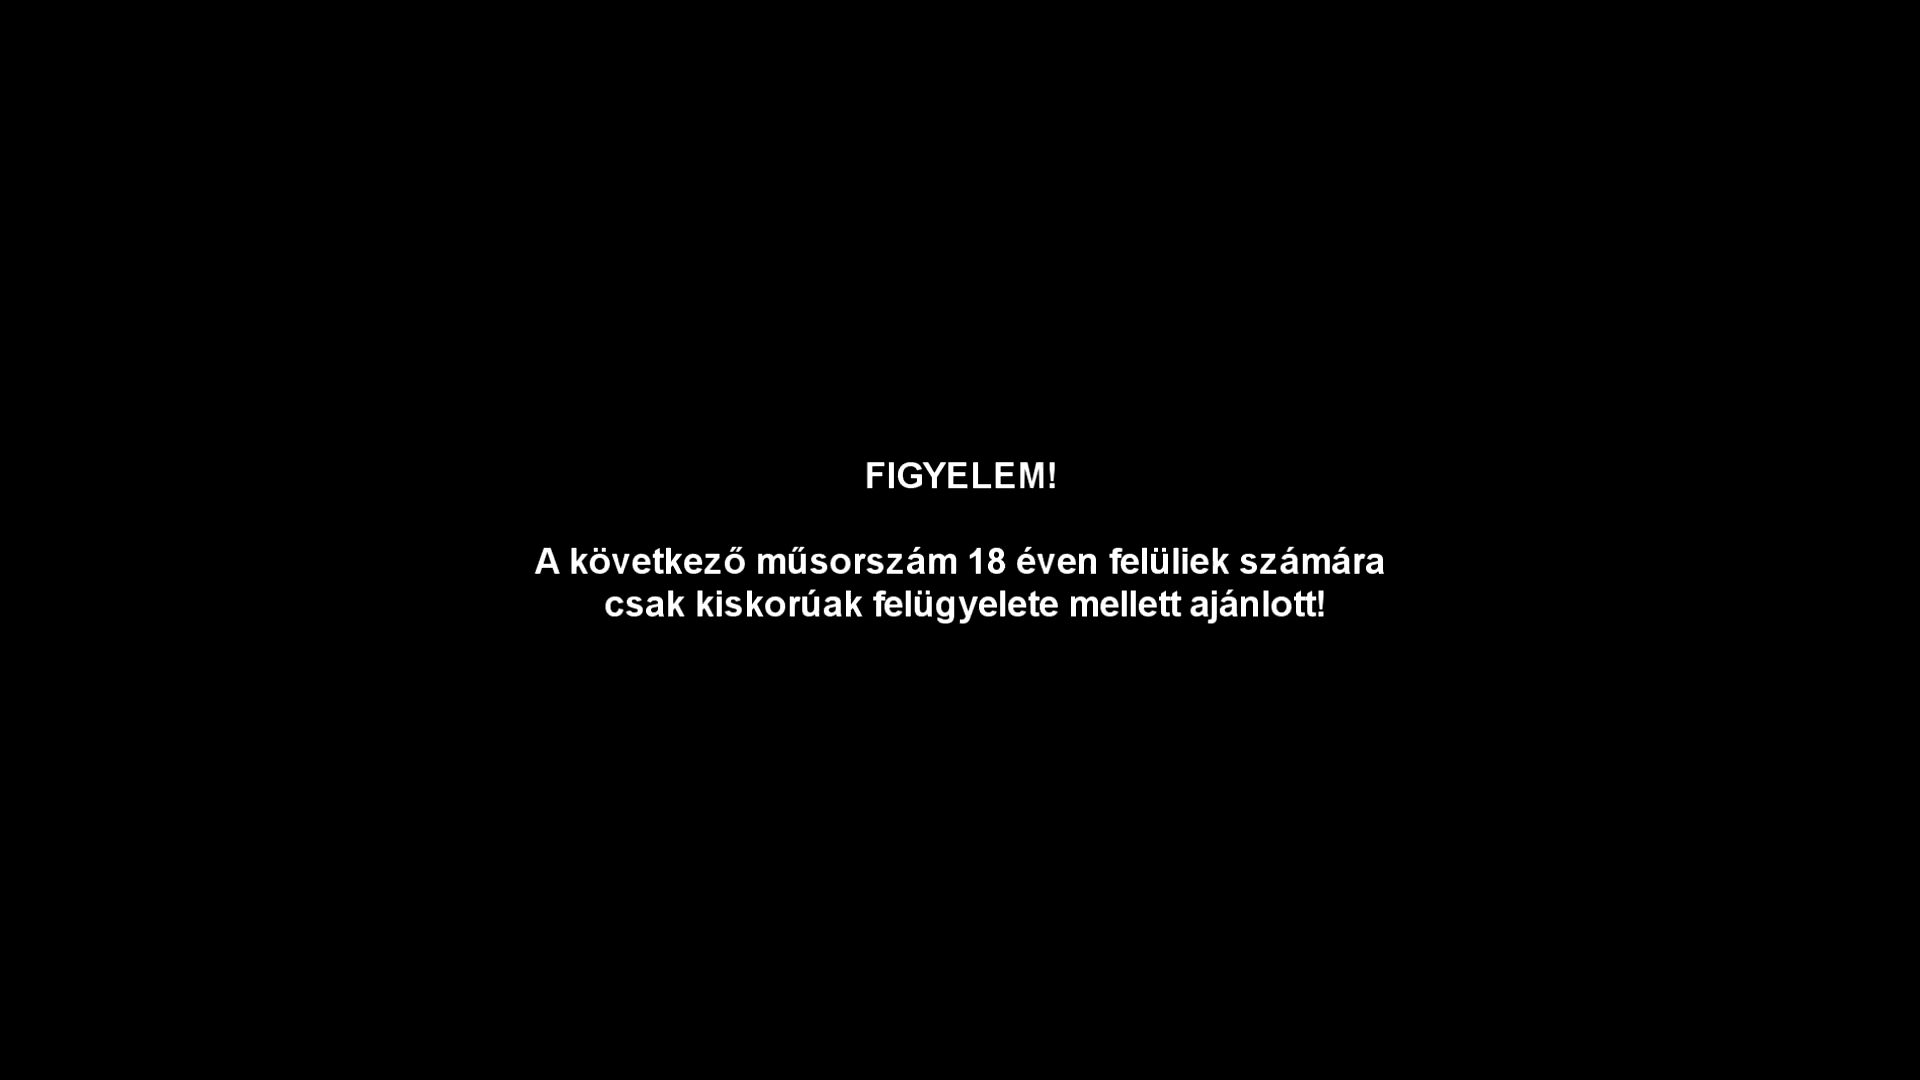 FIGYELEM!
A következő műsorszám 18 éven felüliek számára
csak kiskorúak felügyelete mellett ajánlott!